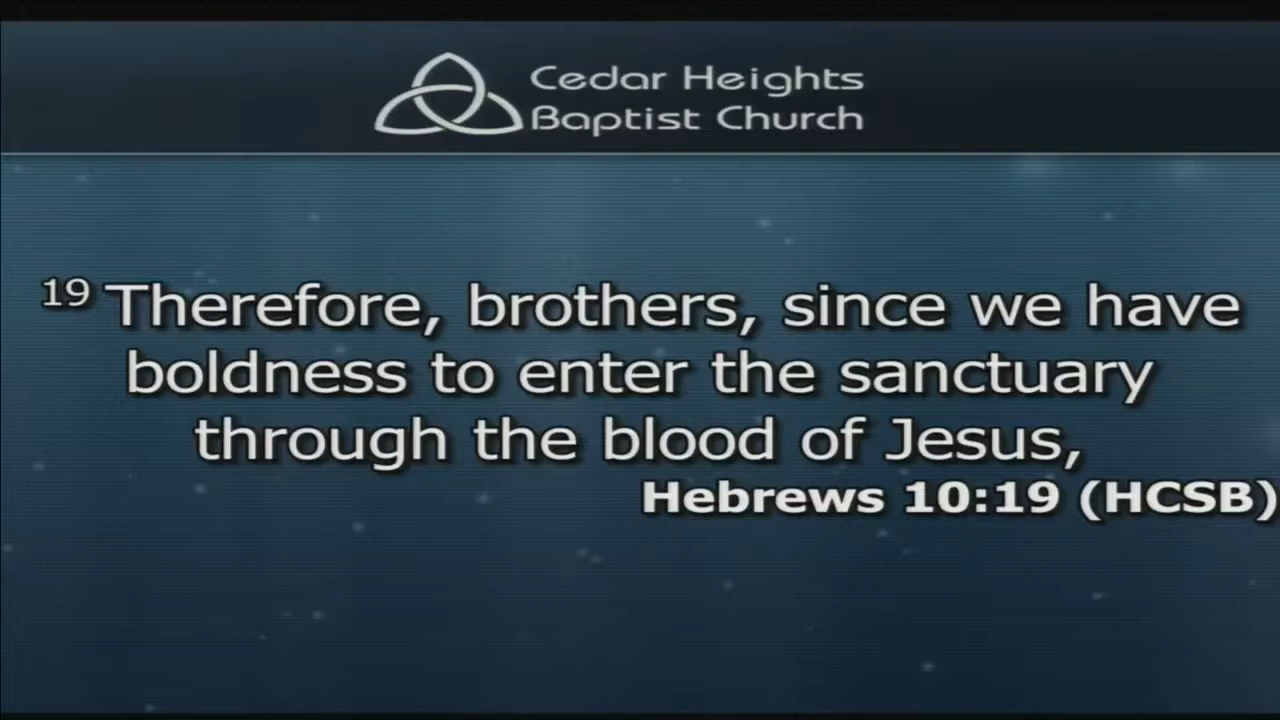 Cedar Heights
Baptist Church
19 Therefore, brothers, since we have
boldness to enter the sanctuary
through the blood of Jesus,
Hebrews 10:19 (HCSB)